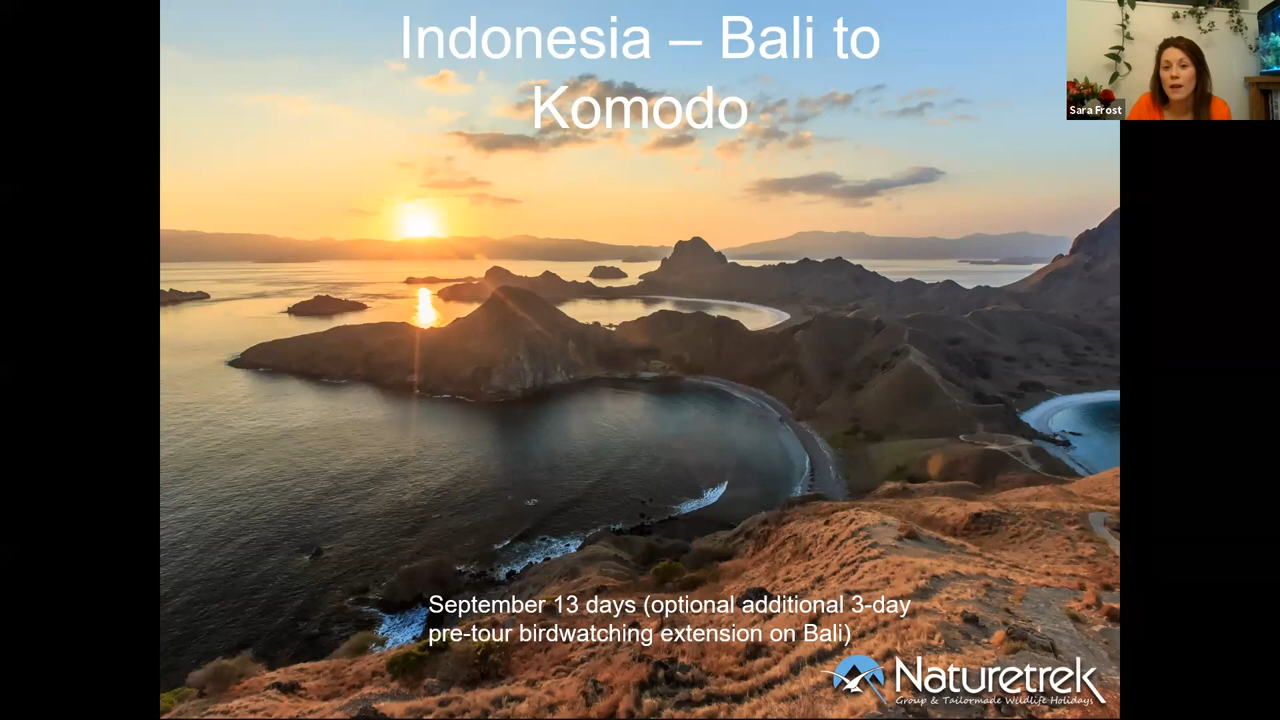 Indonesia – Bali to
Komodo
Sara Frost
September 13 days (optional additional 3-day
pre-tour birdwatching extension on Bali)
Naturetrek
Group & Tailormade Wildlife Holidays